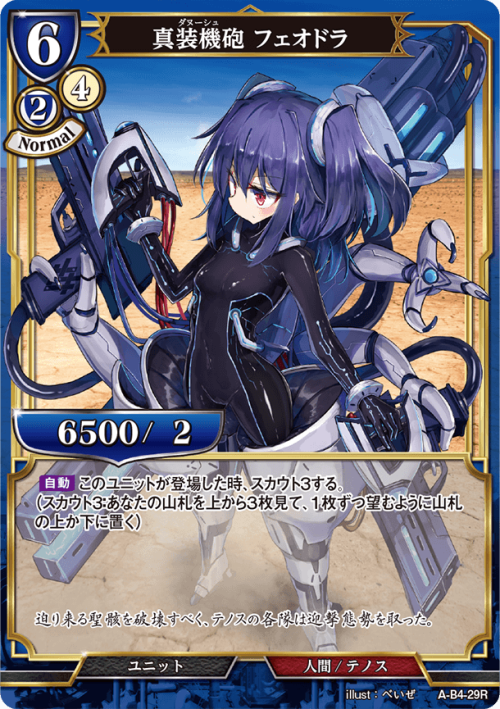 6
ダヌーシュ
真装機砲 フェオドラ
2
4
Normal
6500/ 2
自動 このユニットが登場した時、スカウト3する。
(スカウト3:あなたの山札を上から3枚見て、1枚ずつ望むように山札
の上か下に置く)
迫り来る聖骸を破壊すべく、テノスの各隊は迎撃態勢を取った。
ユニット
人間/テノス
illust:べいぜ A-B4-29R